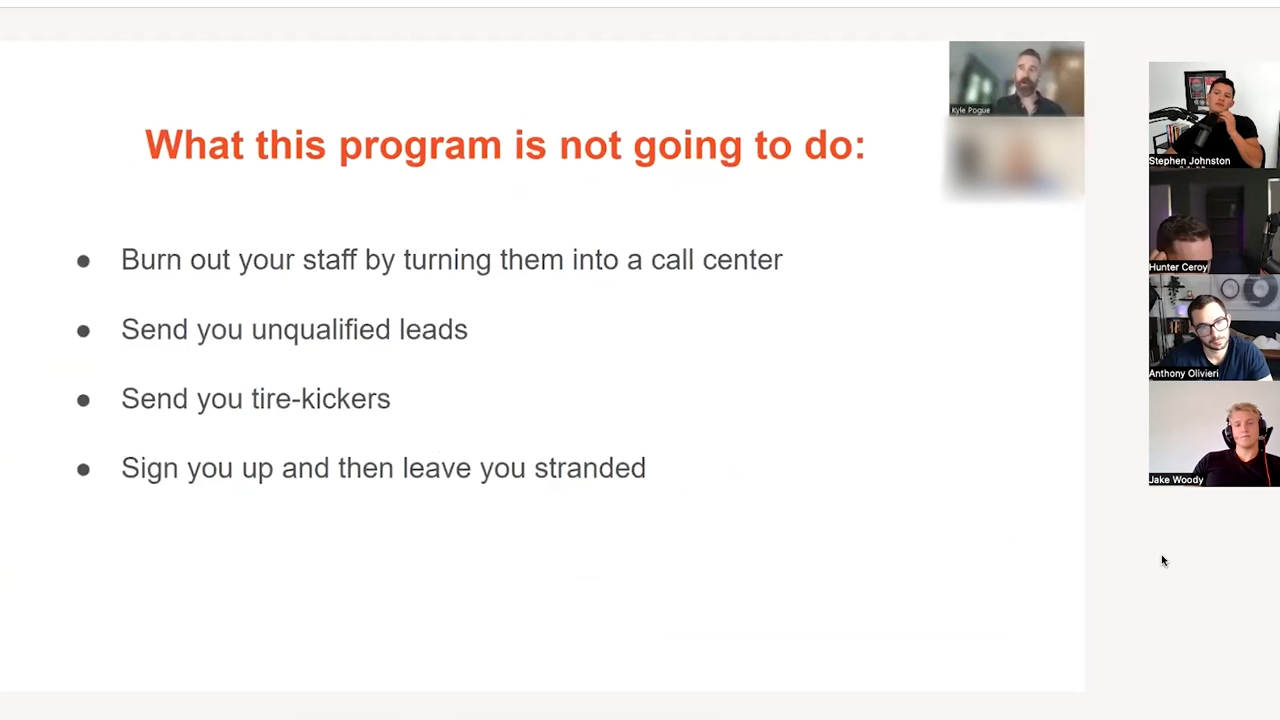 What this program is not going to do:
● Burn out your staff by turning them into a call center
● Send you unqualified leads
● Send you tire-kickers
● Sign you up and then leave you stranded
Kyle Pogue
Stephen Johnston
Hunter Ceroy
Anthony Olivieri
Jake Woody